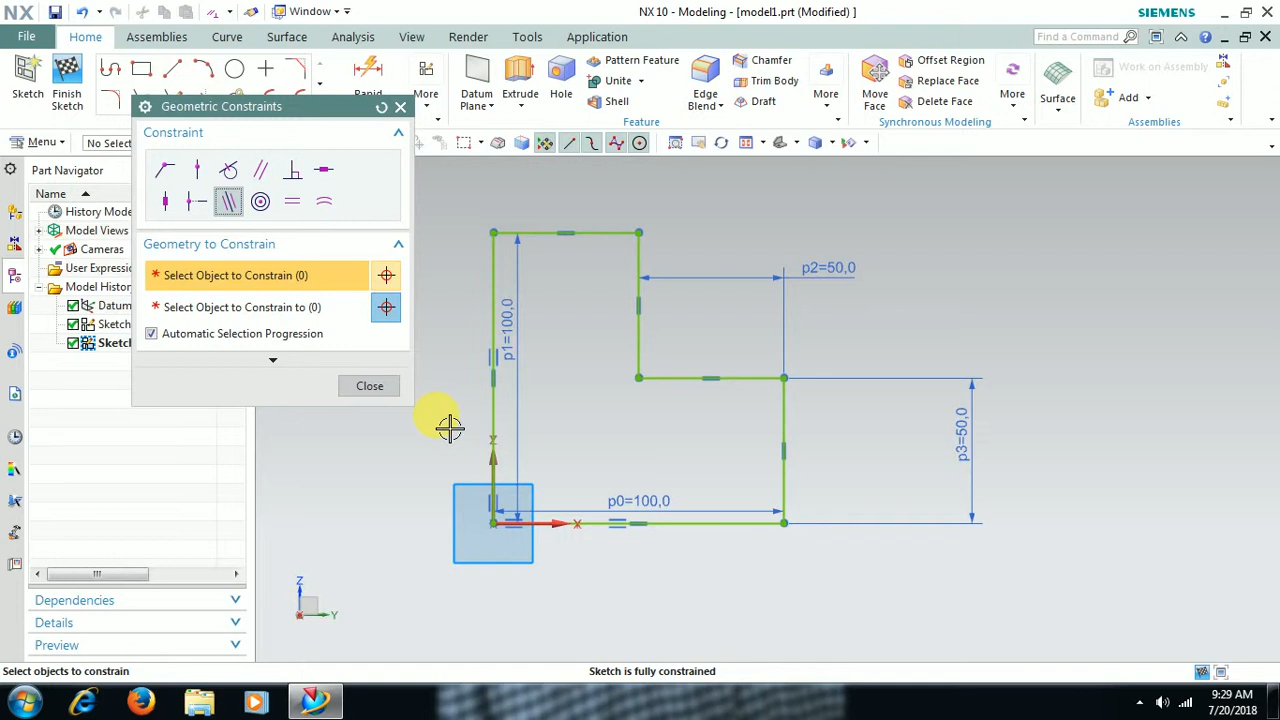 NX
Window
NX 10 - Modeling - [model1.prt (Modified) ]
SIEMENS
File
Home
Assemblies
Curve
Surface
Analysis
View
Render
Tools
Application
Find a Command
Sketch
Finish
Sketch
Rapid
More
Datum
Plane
Extrude
Hole
Pattern Feature
Unite
Shell
Edge
Blend
Chamfer
Trim Body
Draft
More
Feature
Move
Face
Offset Region
Replace Face
Delete Face
More
Synchronous Modeling
Surface
Work on Assembly
Add
Assemblies
Menu
No Selec
Part Navigator
Name
History Mode
Model Views
Cameras
User Expressio
Model Histor
Datum
Sketch
Sketch
Dependencies
Details
Preview
Geometric Constraints
Constraint
Geometry to Constrain
* Select Object to Constrain (0)
* Select Object to Constrain to (0)
Automatic Selection Progression
Close
p1=100,0
p2=50,0
p3=50,0
p0=100,0
Z
X
Z
Y
X
Select objects to constrain
Sketch is fully constrained
9:29 AM
7/20/2018